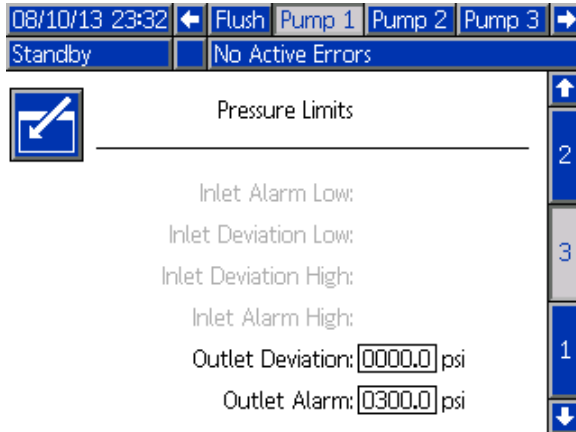 08/10/13 23:32 Flush Pump 1 Pump 2 Pump 3
Standby No Active Errors
Pressure Limits
2
Inlet Alarm Low:
Inlet Deviation Low:
3
Inlet Deviation High:
Inlet Alarm High:
Outlet Deviation: 0000.0 psi
1
Outlet Alarm: 0300.0 psi